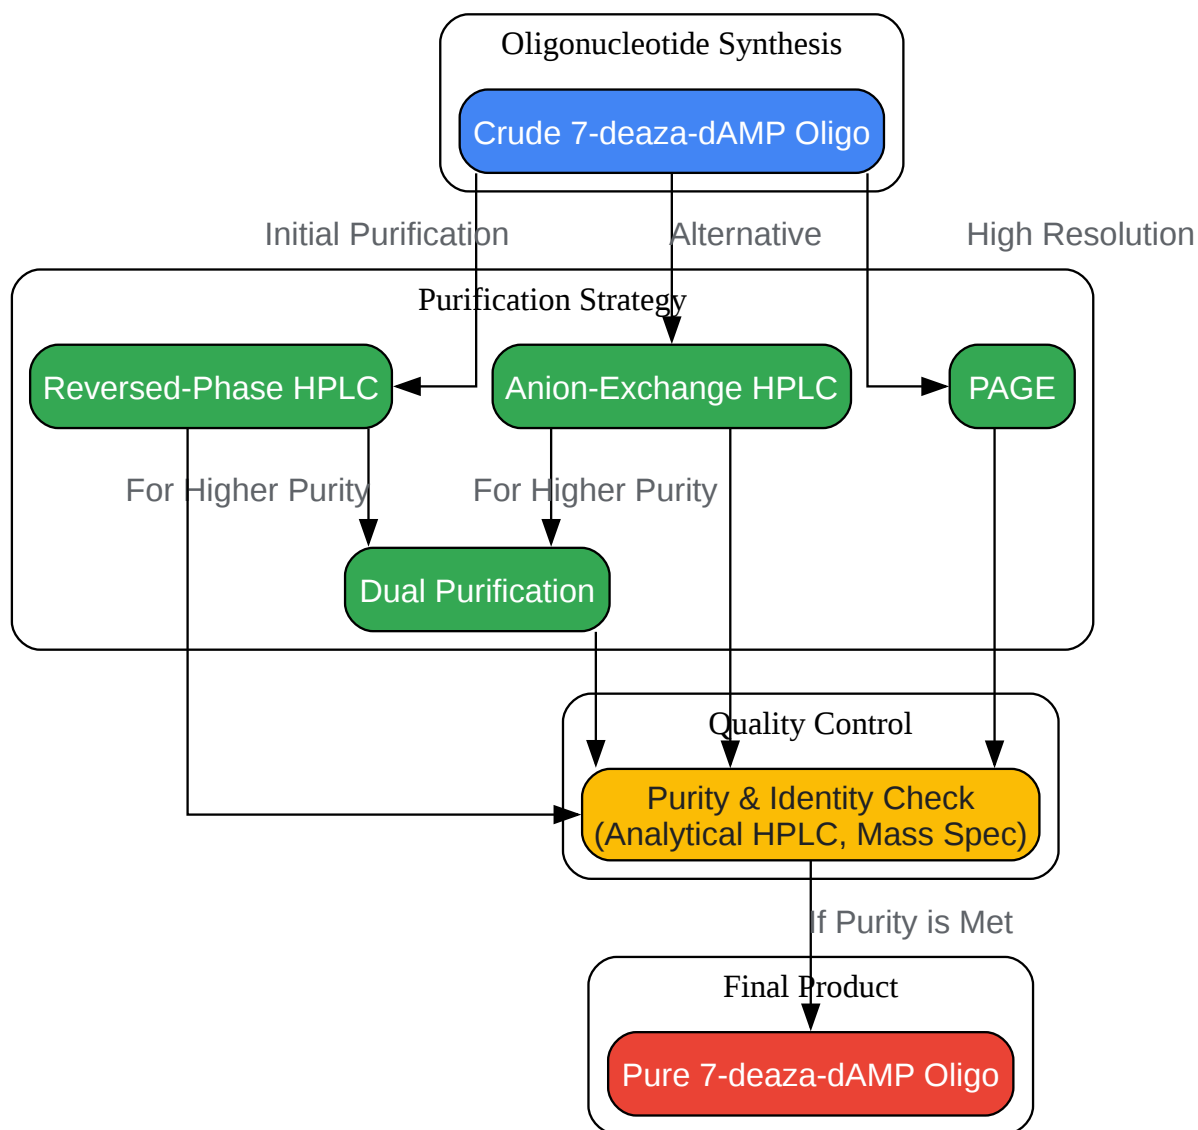 Oligonucleotide Synthesis
Crude 7-deaza-dAMP Oligo
Initial Purification
Alternative
High Resolution
Purification Strategy
Reversed-Phase HPLC
Anion-Exchange HPLC
PAGE
For Higher Purity
For Higher Purity
Dual Purification
Quality Control
Purity & Identity Check
(Analytical HPLC, Mass Spec)
If Purity is Met
Final Product
Pure 7-deaza-dAMP Oligo